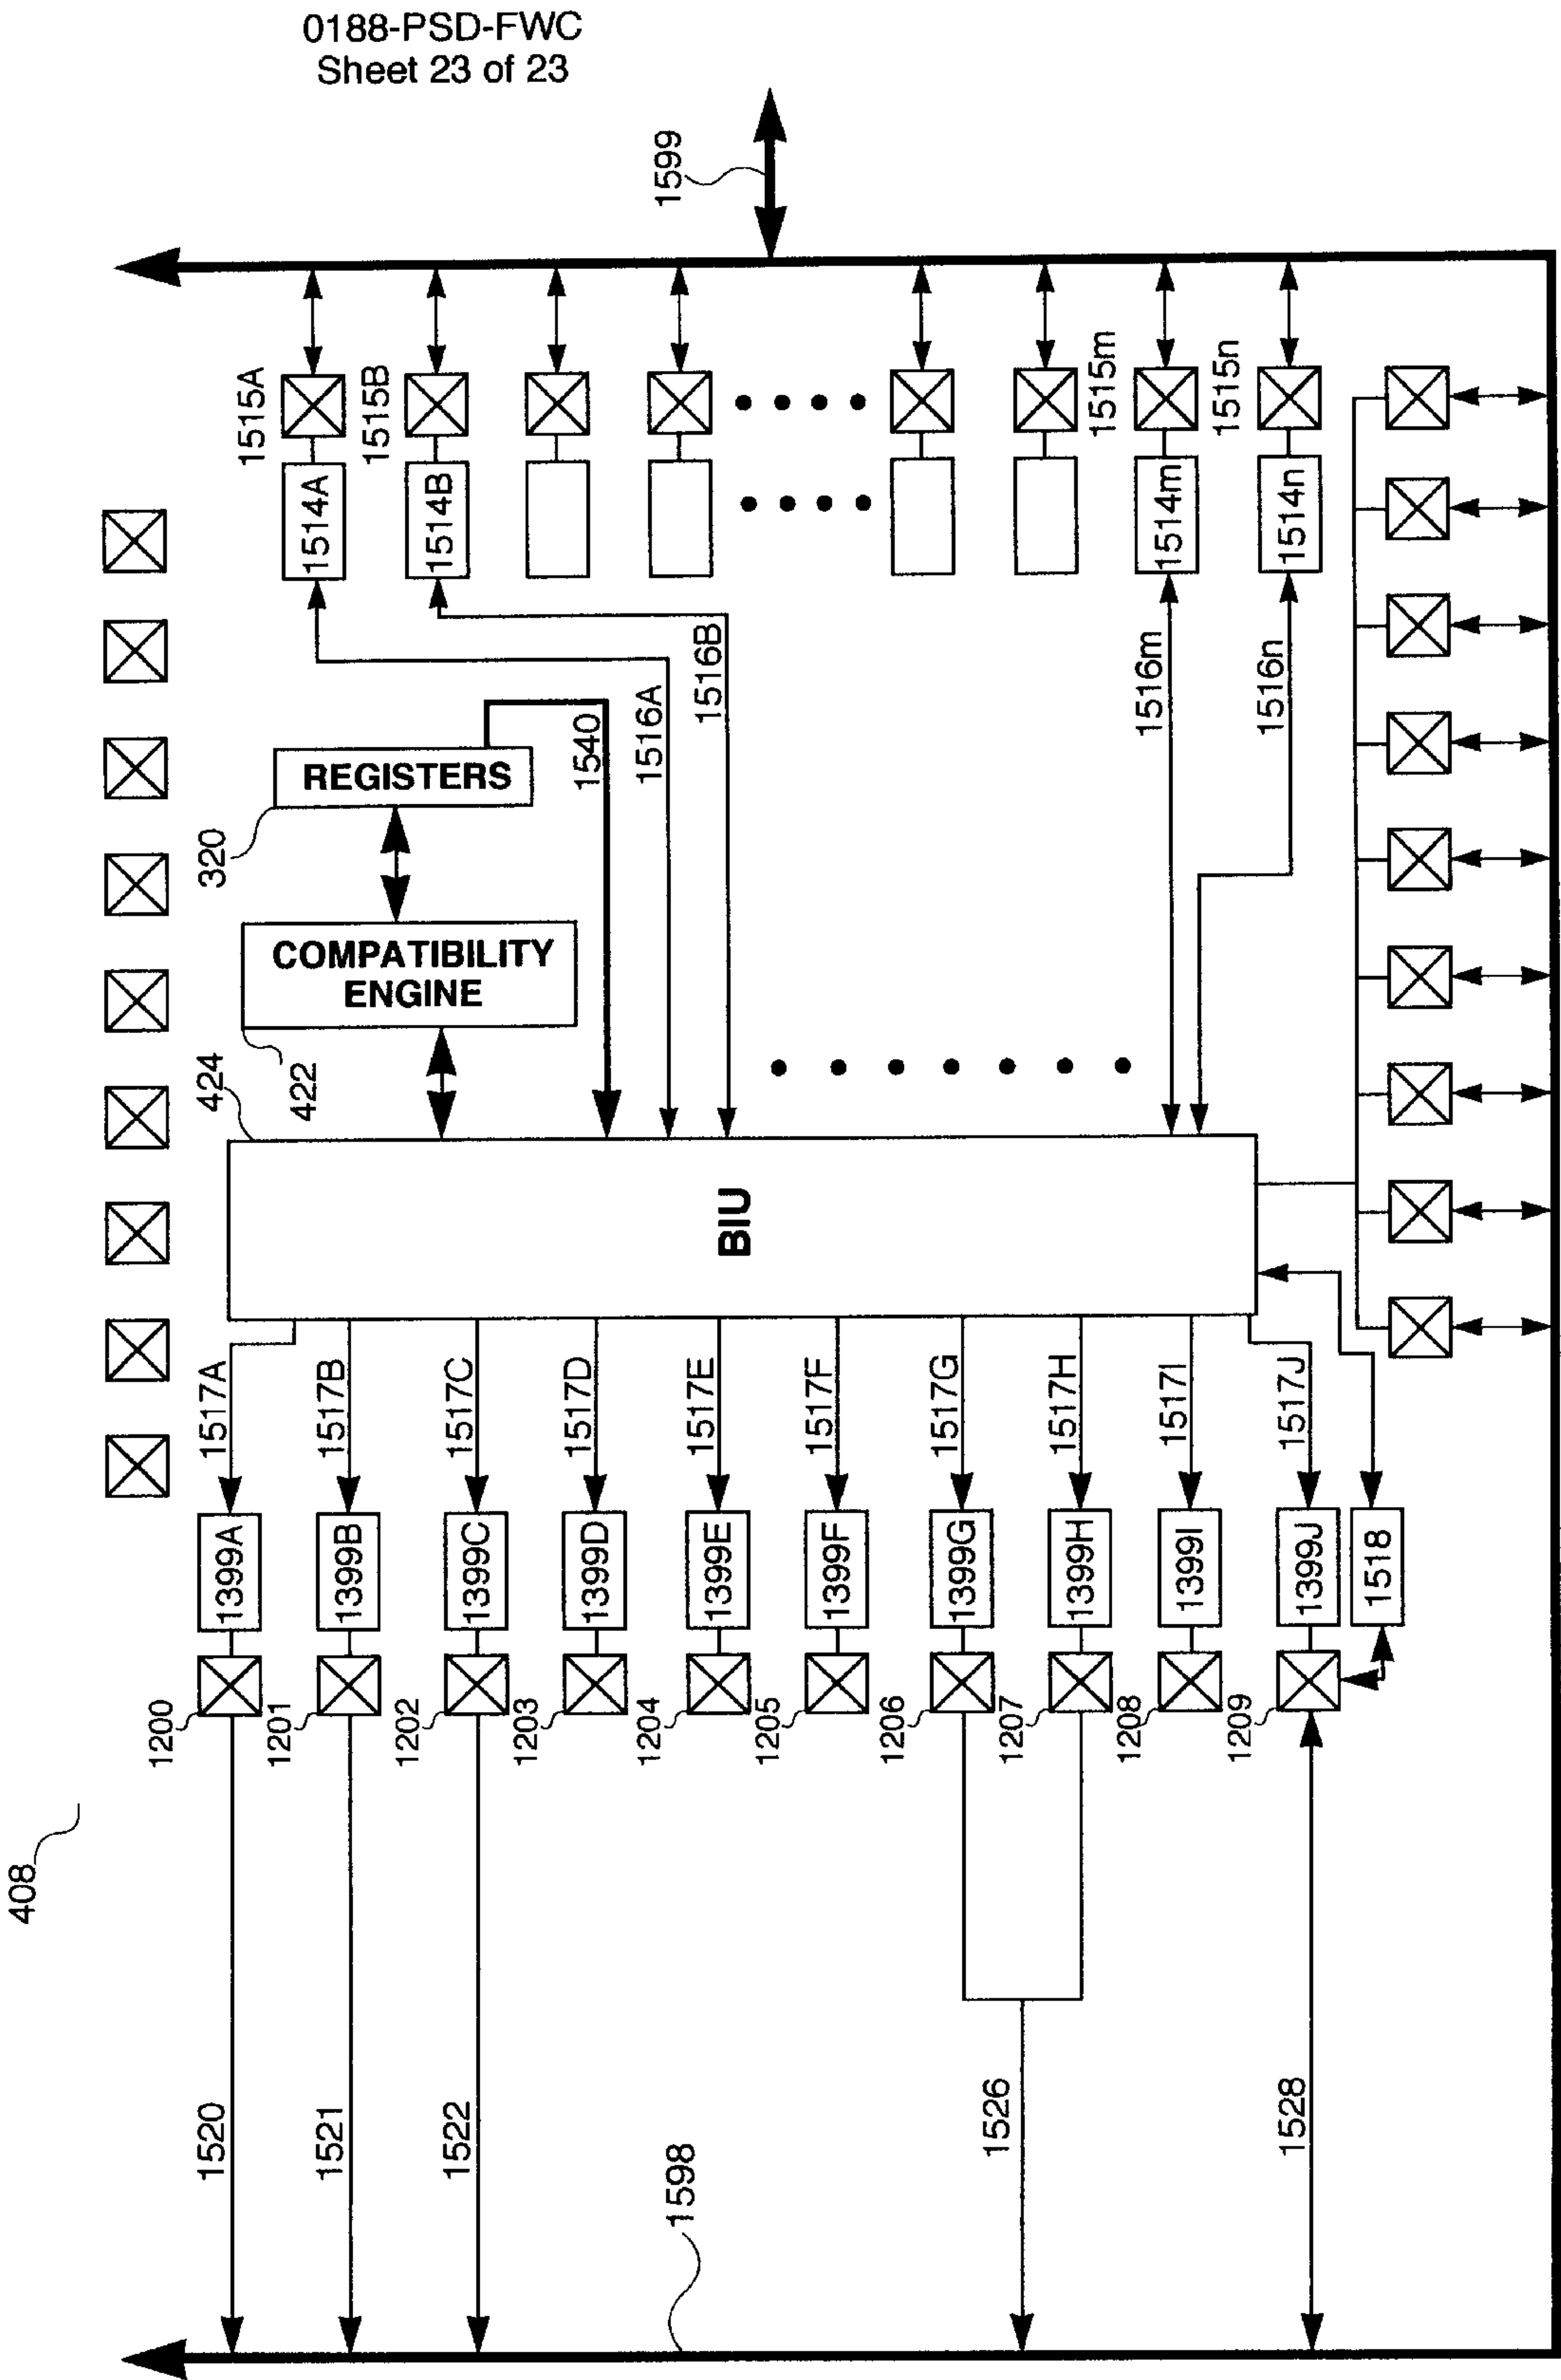 0188-PSD-FWC
Sheet 23 of 23
408
1599
1515A
1515B
1515m
1515n
1514A
1514B
1514m
1514n
1516A
1516B
1516m
1516n
1540
REGISTERS
320
COMPATIBILITY
ENGINE
422
424
BIU
1517A
1517B
1517C
1517D
1517E
1517F
1517G
1517H
1517I
1517J
1399A
1399B
1399C
1399D
1399E
1399F
1399G
1399H
1399I
1399J
1518
1200
1201
1202
1203
1204
1205
1206
1207
1208
1209
1520
1521
1522
1526
1528
1598